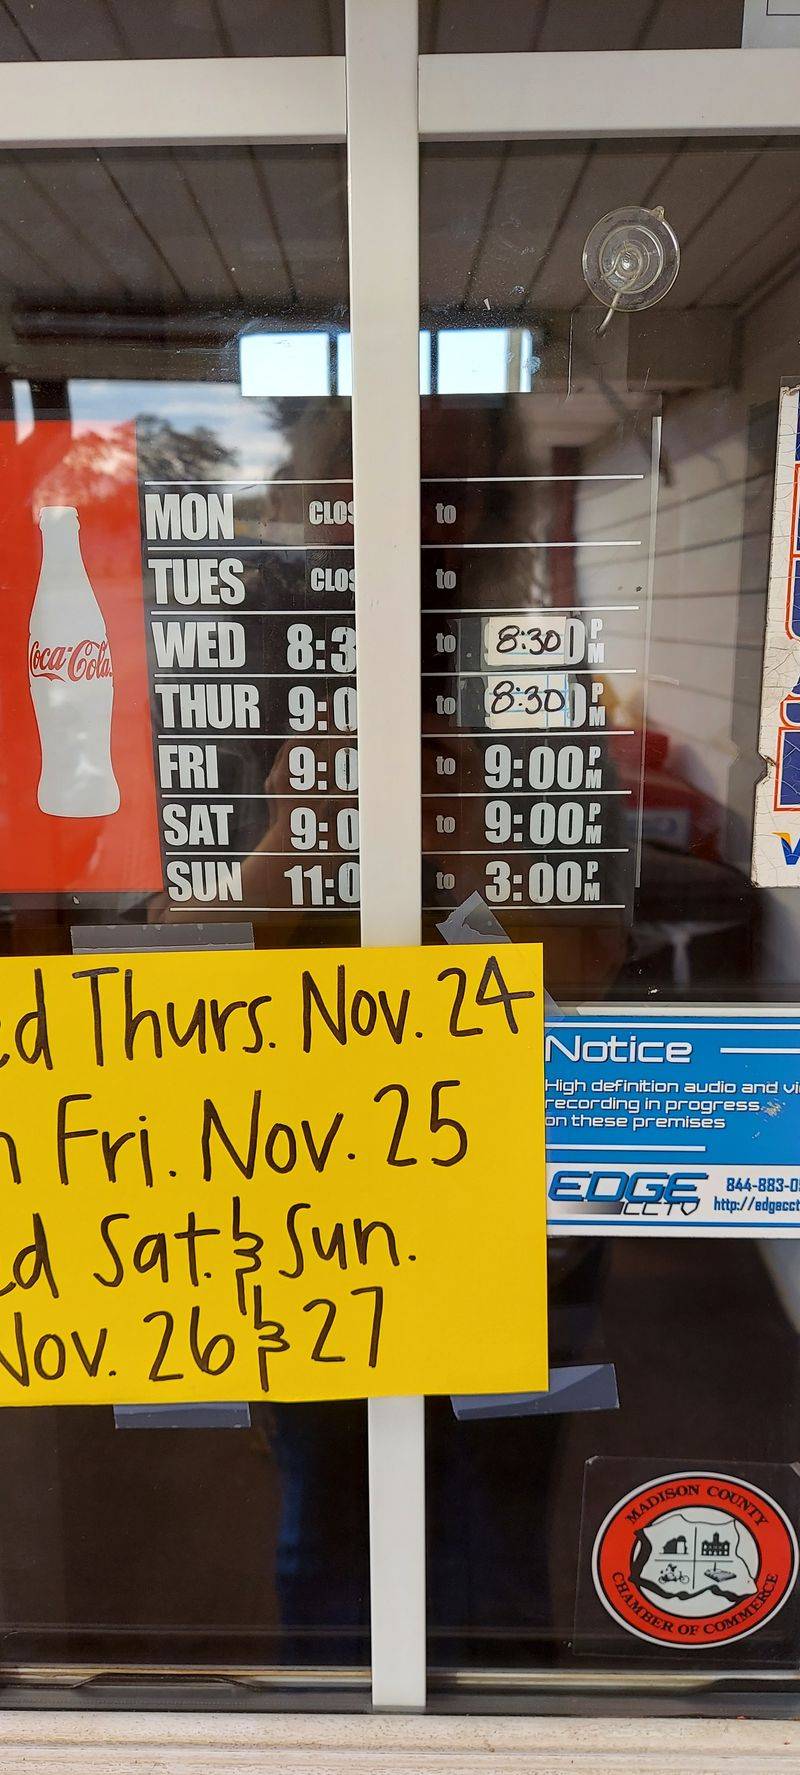 MON CLOS to
TUES CLOS to
WED 8:3 to 8:30 PM
THUR 9:0 to 8:30 PM
FRI 9:0 to 9:00 PM
SAT 9:0 to 9:00 PM
SUN 11:0 to 3:00 PM
Coca-Cola
ed Thurs. Nov. 24
n Fri. Nov. 25
ed Sat. & Sun.
Nov. 26 & 27
Notice
High definition audio and vi
recording in progress
on these premises
EDGE
CCTV
844-883-0
http://edgecct
MADISON COUNTY
CHAMBER OF COMMERCE